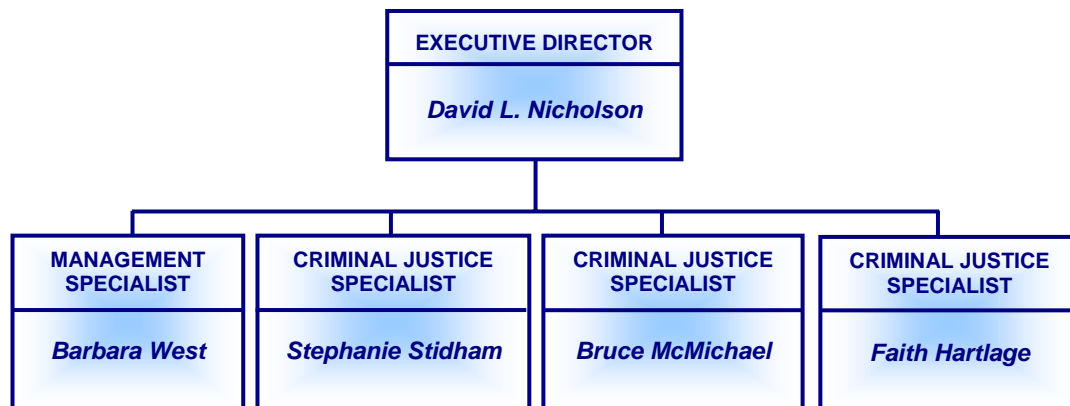 EXECUTIVE DIRECTOR
David L. Nicholson
MANAGEMENT
SPECIALIST
Barbara West
CRIMINAL JUSTICE
SPECIALIST
Stephanie Stidham
CRIMINAL JUSTICE
SPECIALIST
Bruce McMichael
CRIMINAL JUSTICE
SPECIALIST
Faith Hartlage